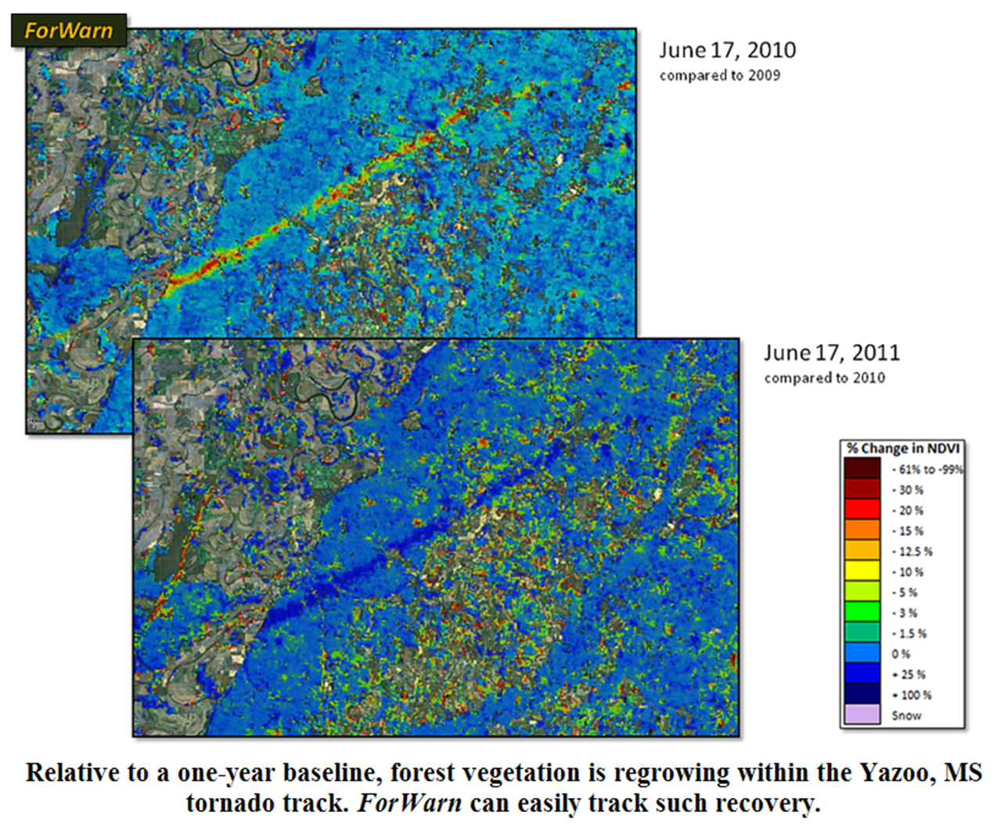 ForWarn
June 17, 2010
compared to 2009
June 17, 2011
compared to 2010
% Change in NDVI
- 61% to -99%
- 30 %
- 20 %
- 15 %
- 12.5 %
- 10 %
- 5 %
- 3 %
- 1.5 %
0 %
+ 25 %
+ 100 %
Snow
Relative to a one-year baseline, forest vegetation is regrowing within the Yazoo, MS
tornado track. ForWarn can easily track such recovery.